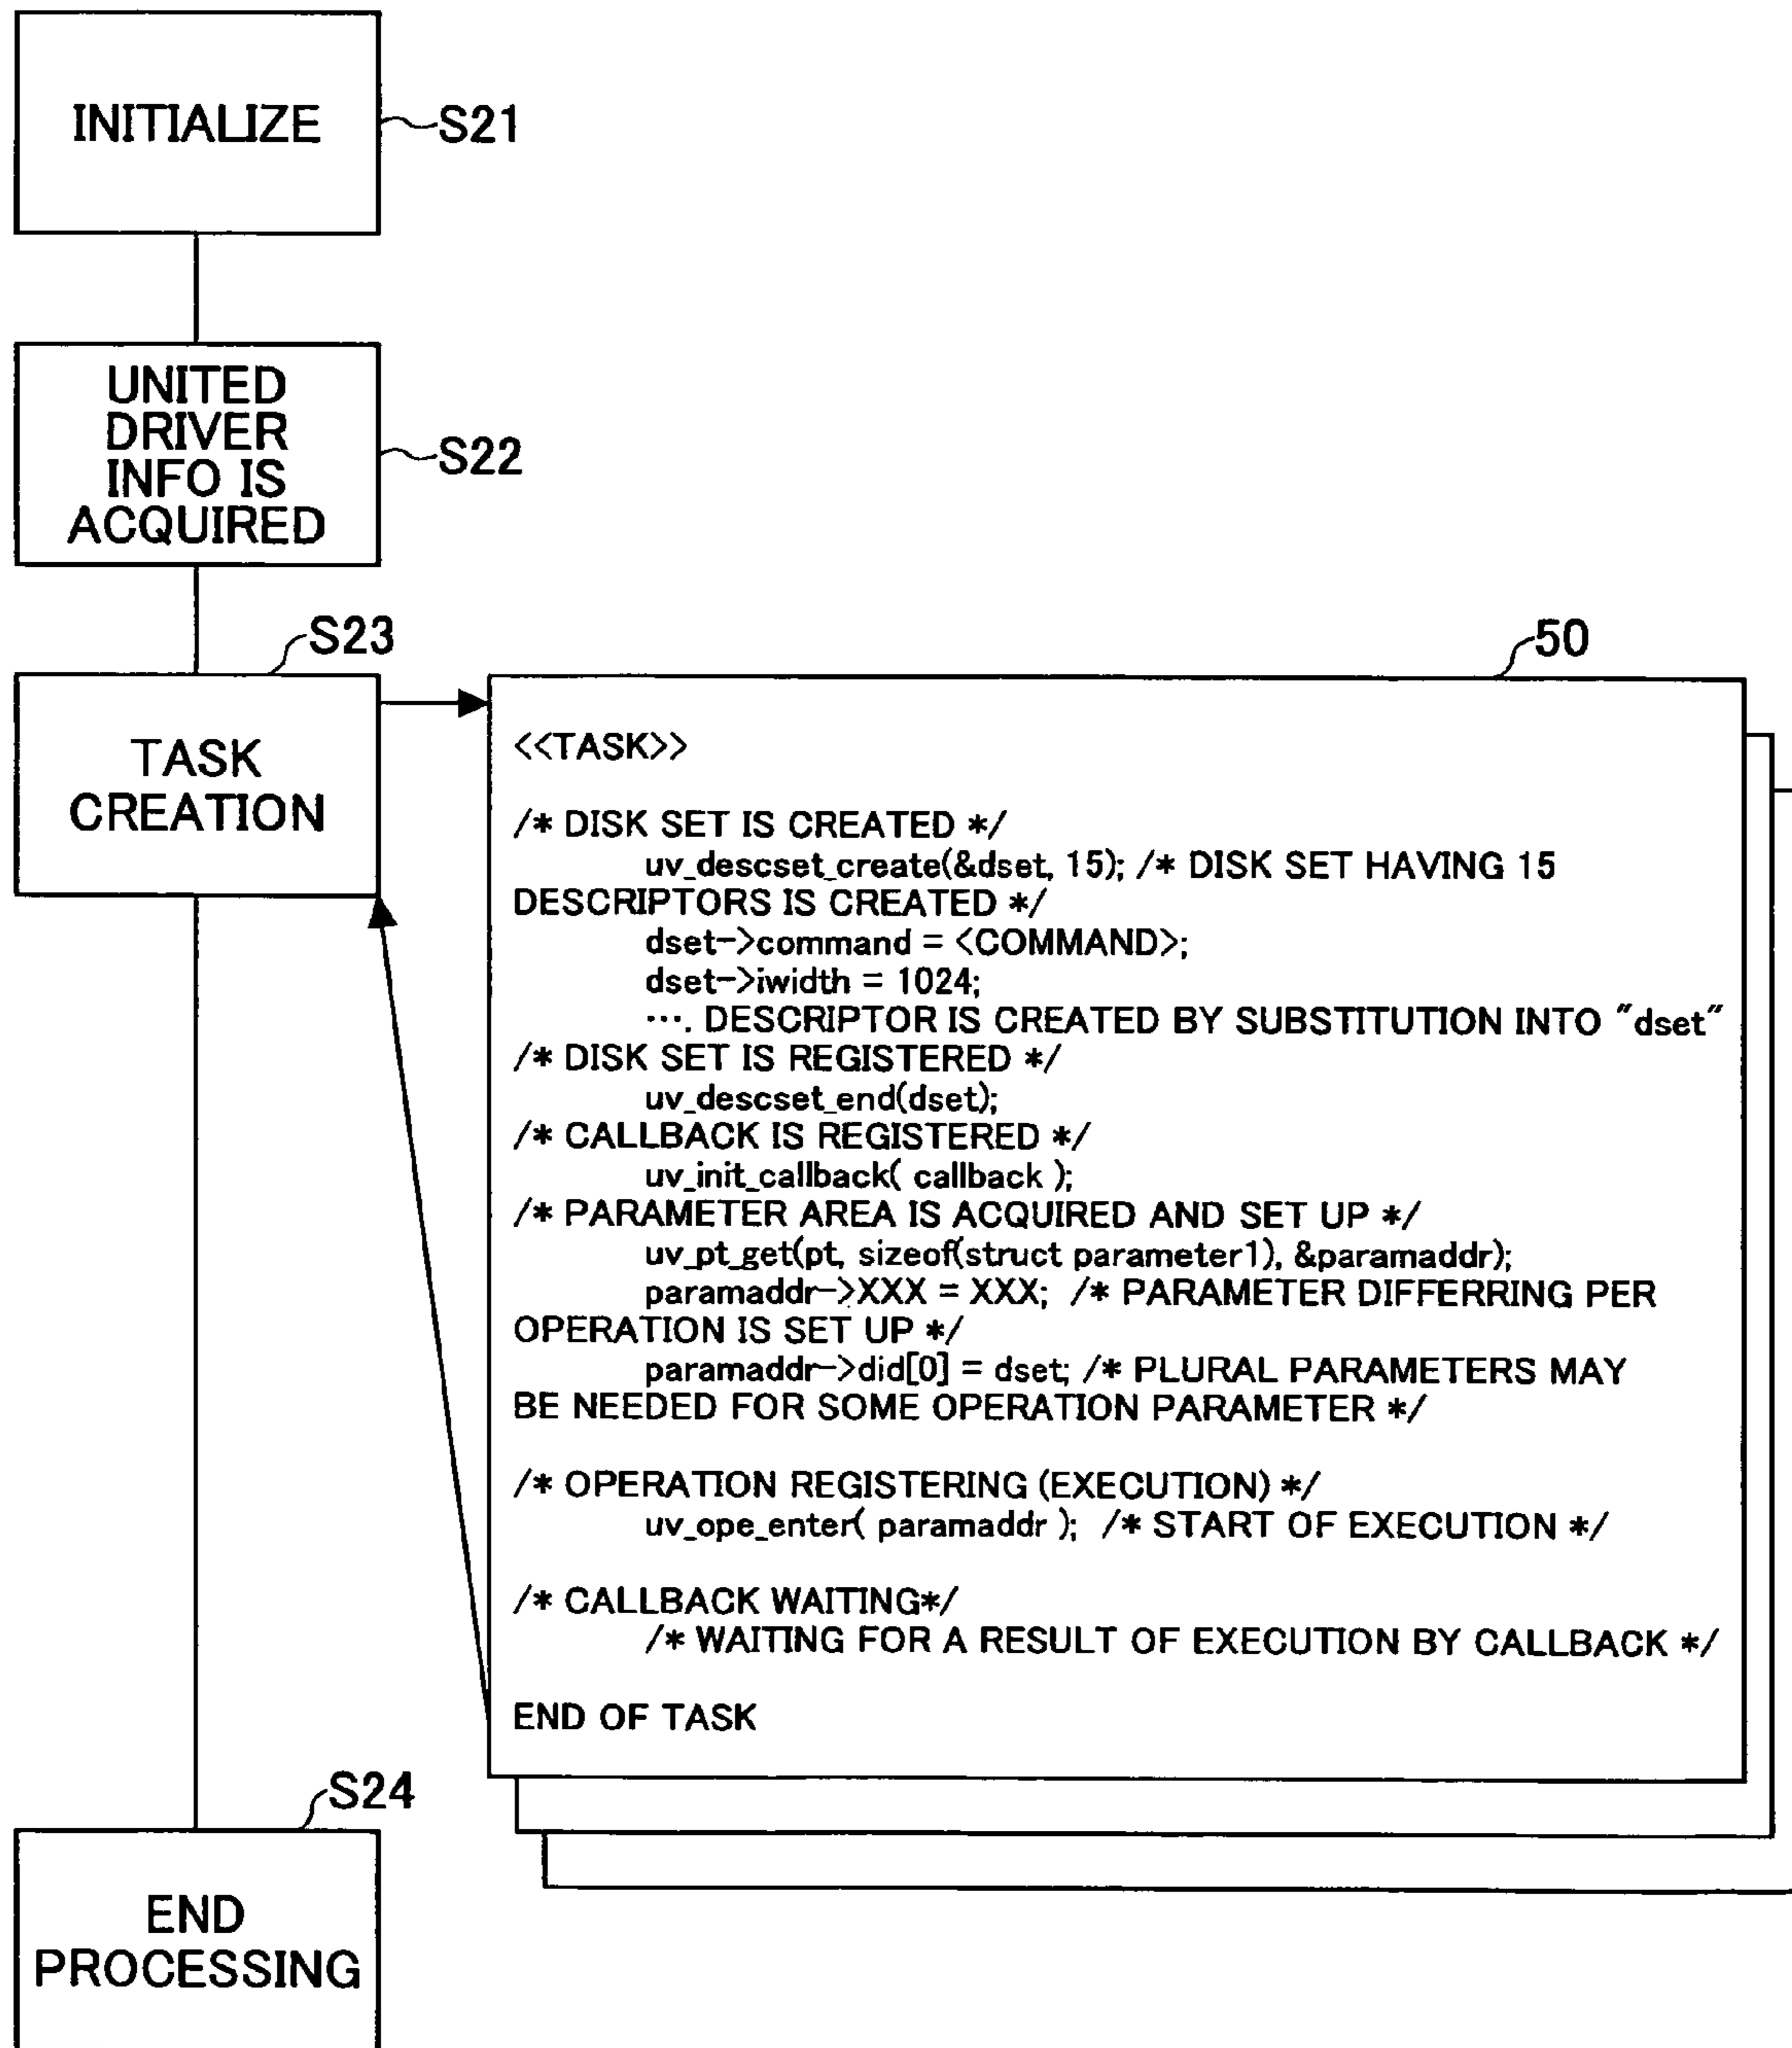 INITIALIZE
S21
UNITED
DRIVER
INFO IS
ACQUIRED
S22
S23
TASK
CREATION
50
<<TASK>>
/* DISK SET IS CREATED */
uv_descset_create(&dset, 15); /* DISK SET HAVING 15
DESCRIPTORS IS CREATED */
dset->command = <COMMAND>;
dset->iwidth = 1024;
…. DESCRIPTOR IS CREATED BY SUBSTITUTION INTO "dset"
/* DISK SET IS REGISTERED */
uv_descset_end(dset);
/* CALLBACK IS REGISTERED */
uv_init_callback( callback );
/* PARAMETER AREA IS ACQUIRED AND SET UP */
uv_pt_get(pt, sizeof(struct parameter1), &paramaddr);
paramaddr->XXX = XXX; /* PARAMETER DIFFERRING PER
OPERATION IS SET UP */
paramaddr->did[0] = dset; /* PLURAL PARAMETERS MAY
BE NEEDED FOR SOME OPERATION PARAMETER */
/* OPERATION REGISTERING (EXECUTION) */
uv_ope_enter( paramaddr ); /* START OF EXECUTION */
/* CALLBACK WAITING*/
/* WAITING FOR A RESULT OF EXECUTION BY CALLBACK */
END OF TASK
S24
END
PROCESSING